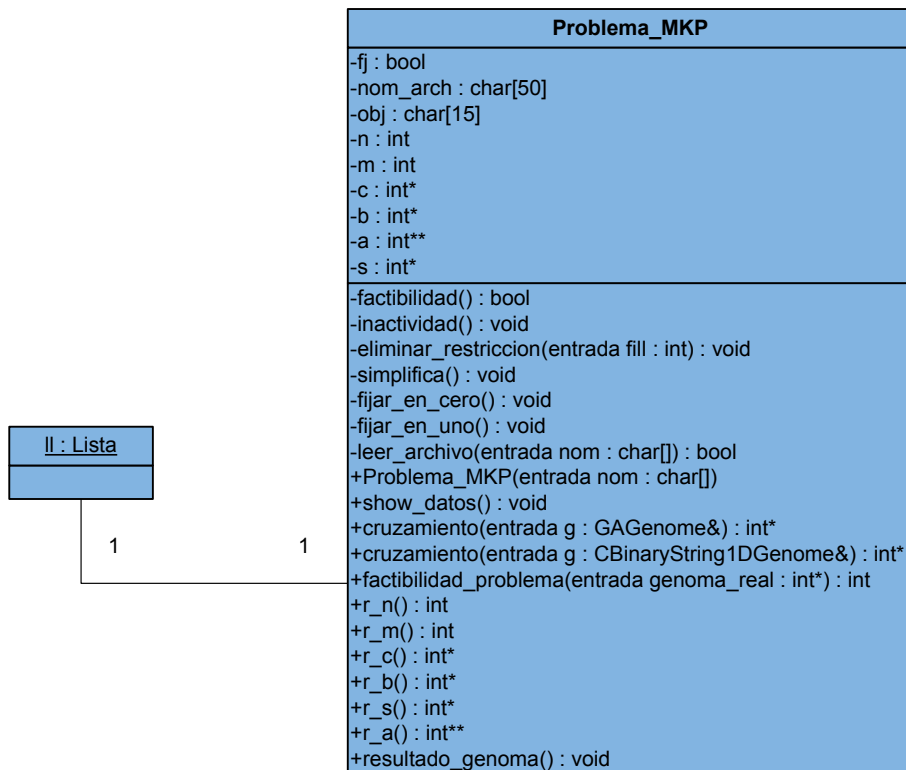 Problema_MKP
-fj : bool
-nom_arch : char[50]
-obj : char[15]
-n : int
-m : int
-c : int*
-b : int*
-a : int**
-s : int*
-factibilidad() : bool
-inactividad() : void
-eliminar_restriccion(entrada fill : int) : void
-simplifica() : void
-fijar_en_cero() : void
-fijar_en_uno() : void
-leer_archivo(entrada nom : char[]) : bool
+Problema_MKP(entrada nom : char[])
+show_datos() : void
+cruzamiento(entrada g : GAGenome&) : int*
+cruzamiento(entrada g : CBinaryString1DGenome&) : int*
+factibilidad_problema(entrada genoma_real : int*) : int
+r_n() : int
+r_m() : int
+r_c() : int*
+r_b() : int*
+r_s() : int*
+r_a() : int**
+resultado_genoma() : void
ll : Lista
1
1